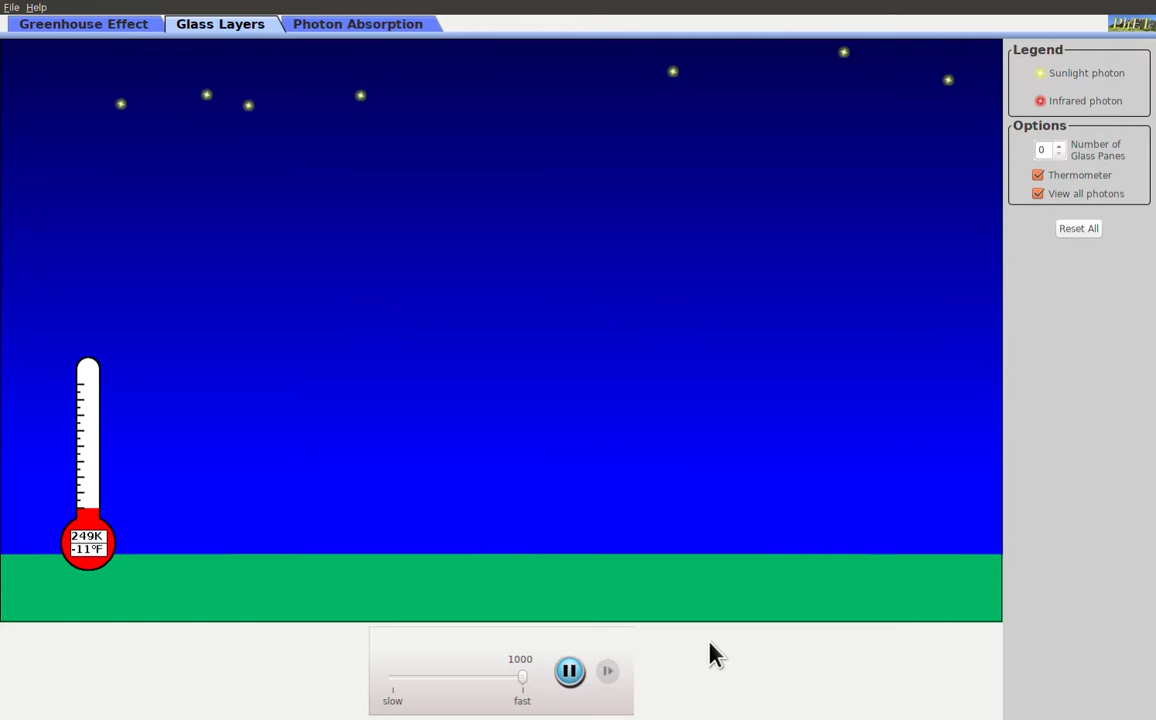 File Help
Greenhouse Effect Glass Layers Photon Absorption PhET
Legend
Sunlight photon
Infrared photon
Options
0 Number of
Glass Panes
Thermometer
View all photons
Reset All
249K
-11°F
1000
slow fast